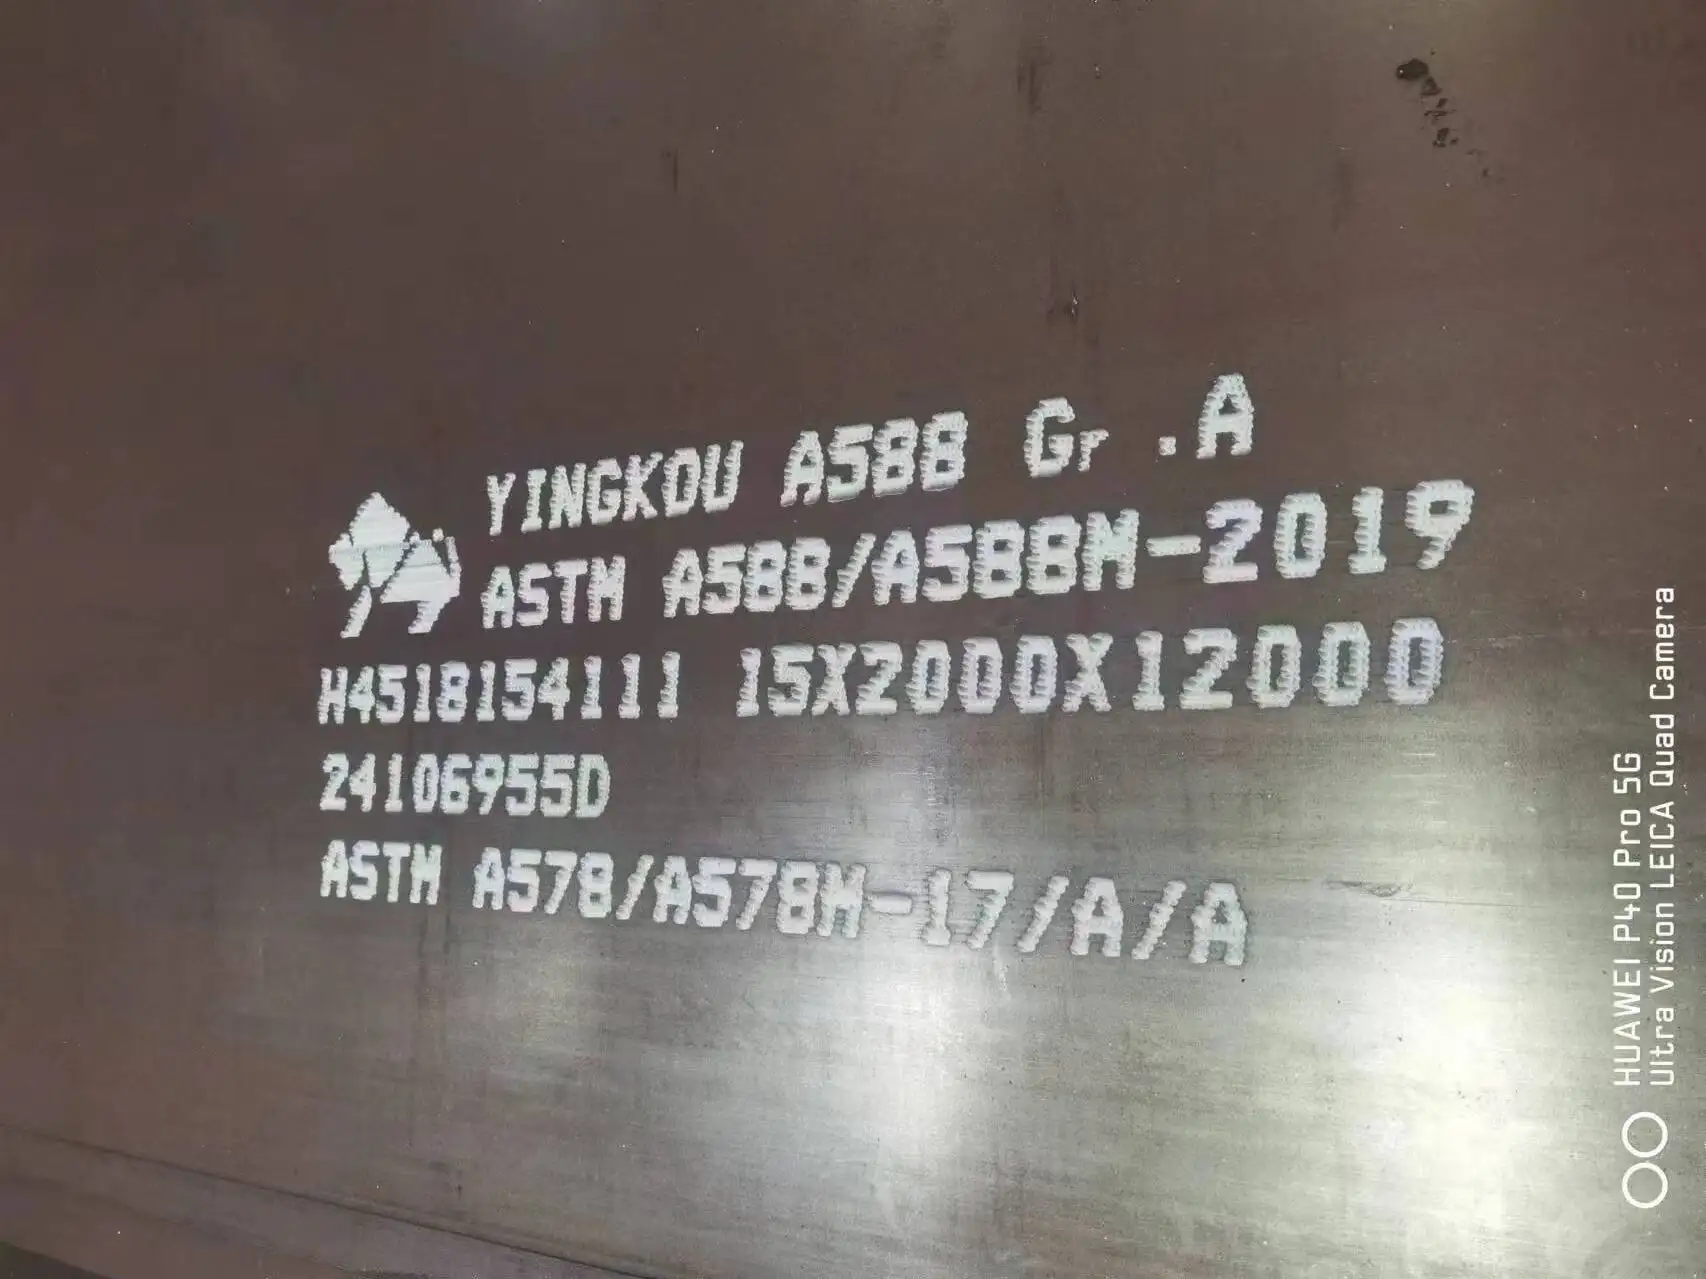 YINGKOU A588 Gr .A
ASTM A588/A588M-2019
H4518154111 15X2000X12000
24106955D
ASTM A578/A578M-17/A/A
HUAWEI P40 Pro 5G
Ultra Vision LEICA Quad Camera